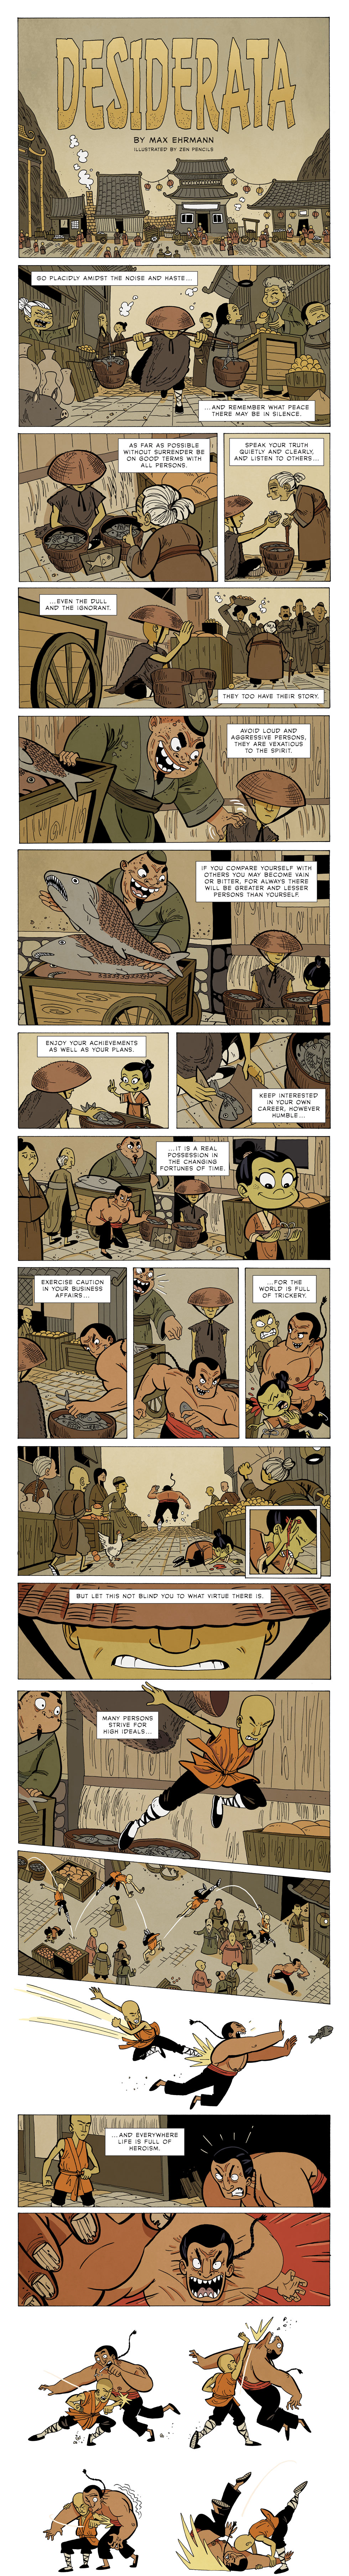 DESIDERATA
BY MAX EHRMANN
ILLUSTRATED BY ZEN PENCILS
GO PLACIDLY AMIDST THE NOISE AND HASTE...
...AND REMEMBER WHAT PEACE
THERE MAY BE IN SILENCE.
AS FAR AS POSSIBLE
WITHOUT SURRENDER BE
ON GOOD TERMS WITH
ALL PERSONS.
SPEAK YOUR TRUTH
QUIETLY AND CLEARLY,
AND LISTEN TO OTHERS...
...EVEN THE DULL
AND THE IGNORANT.
THEY TOO HAVE THEIR STORY.
AVOID LOUD AND
AGGRESSIVE PERSONS,
THEY ARE VEXATIOUS
TO THE SPIRIT.
IF YOU COMPARE YOURSELF WITH
OTHERS YOU MAY BECOME VAIN
OR BITTER, FOR ALWAYS THERE
WILL BE GREATER AND LESSER
PERSONS THAN YOURSELF.
ENJOY YOUR ACHIEVEMENTS
AS WELL AS YOUR PLANS.
KEEP INTERESTED
IN YOUR OWN
CAREER, HOWEVER
HUMBLE...
...IT IS A REAL
POSSESSION IN
THE CHANGING
FORTUNES OF TIME.
EXERCISE CAUTION
IN YOUR BUSINESS
AFFAIRS...
...FOR THE
WORLD IS FULL
OF TRICKERY.
BUT LET THIS NOT BLIND YOU TO WHAT VIRTUE THERE IS.
MANY PERSONS
STRIVE FOR
HIGH IDEALS...
...AND EVERYWHERE
LIFE IS FULL OF
HEROISM.